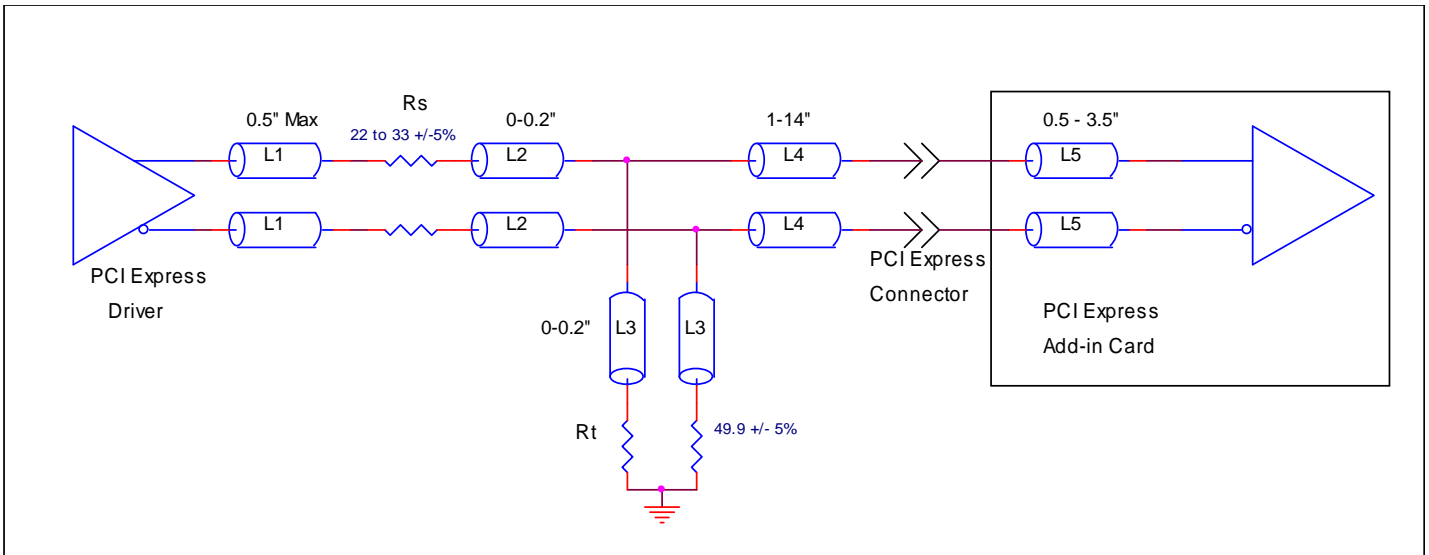 Rs
0.5" Max
22 to 33 +/-5%
0-0.2"
1-14"
0.5 - 3.5"
L1
L2
L4
L5
L1
L2
L4
L5
PCI Express
Driver
PCI Express
Connector
PCI Express
Add-in Card
0-0.2"
L3
L3
Rt
49.9 +/- 5%